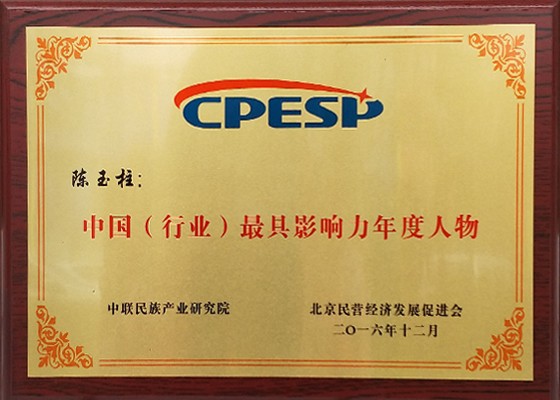 CPESP
陈玉柱：
中国（行业）最具影响力年度人物
中联民族产业研究院
北京民营经济发展促进会
二〇一六年十二月